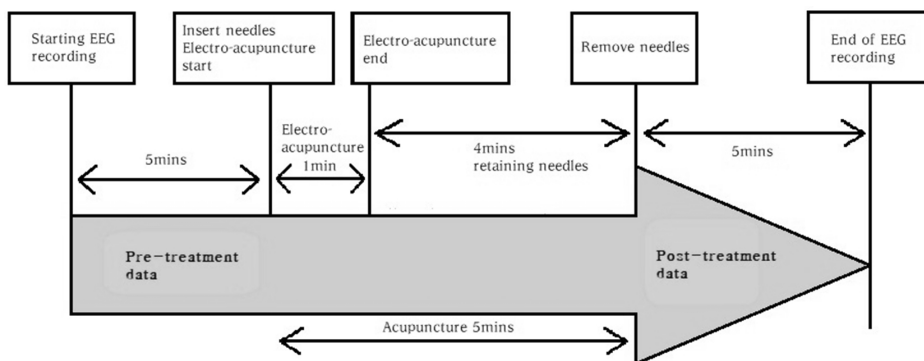 Starting EEG
recording
Insert needles
Electro-acupuncture
start
Electro-acupuncture
end
Remove needles
End of EEG
recording
5mins
Electro-
acupuncture
1min
4mins
retaining needles
5mins
Pre-treatment
data
Post-treatment
data
Acupuncture 5mins